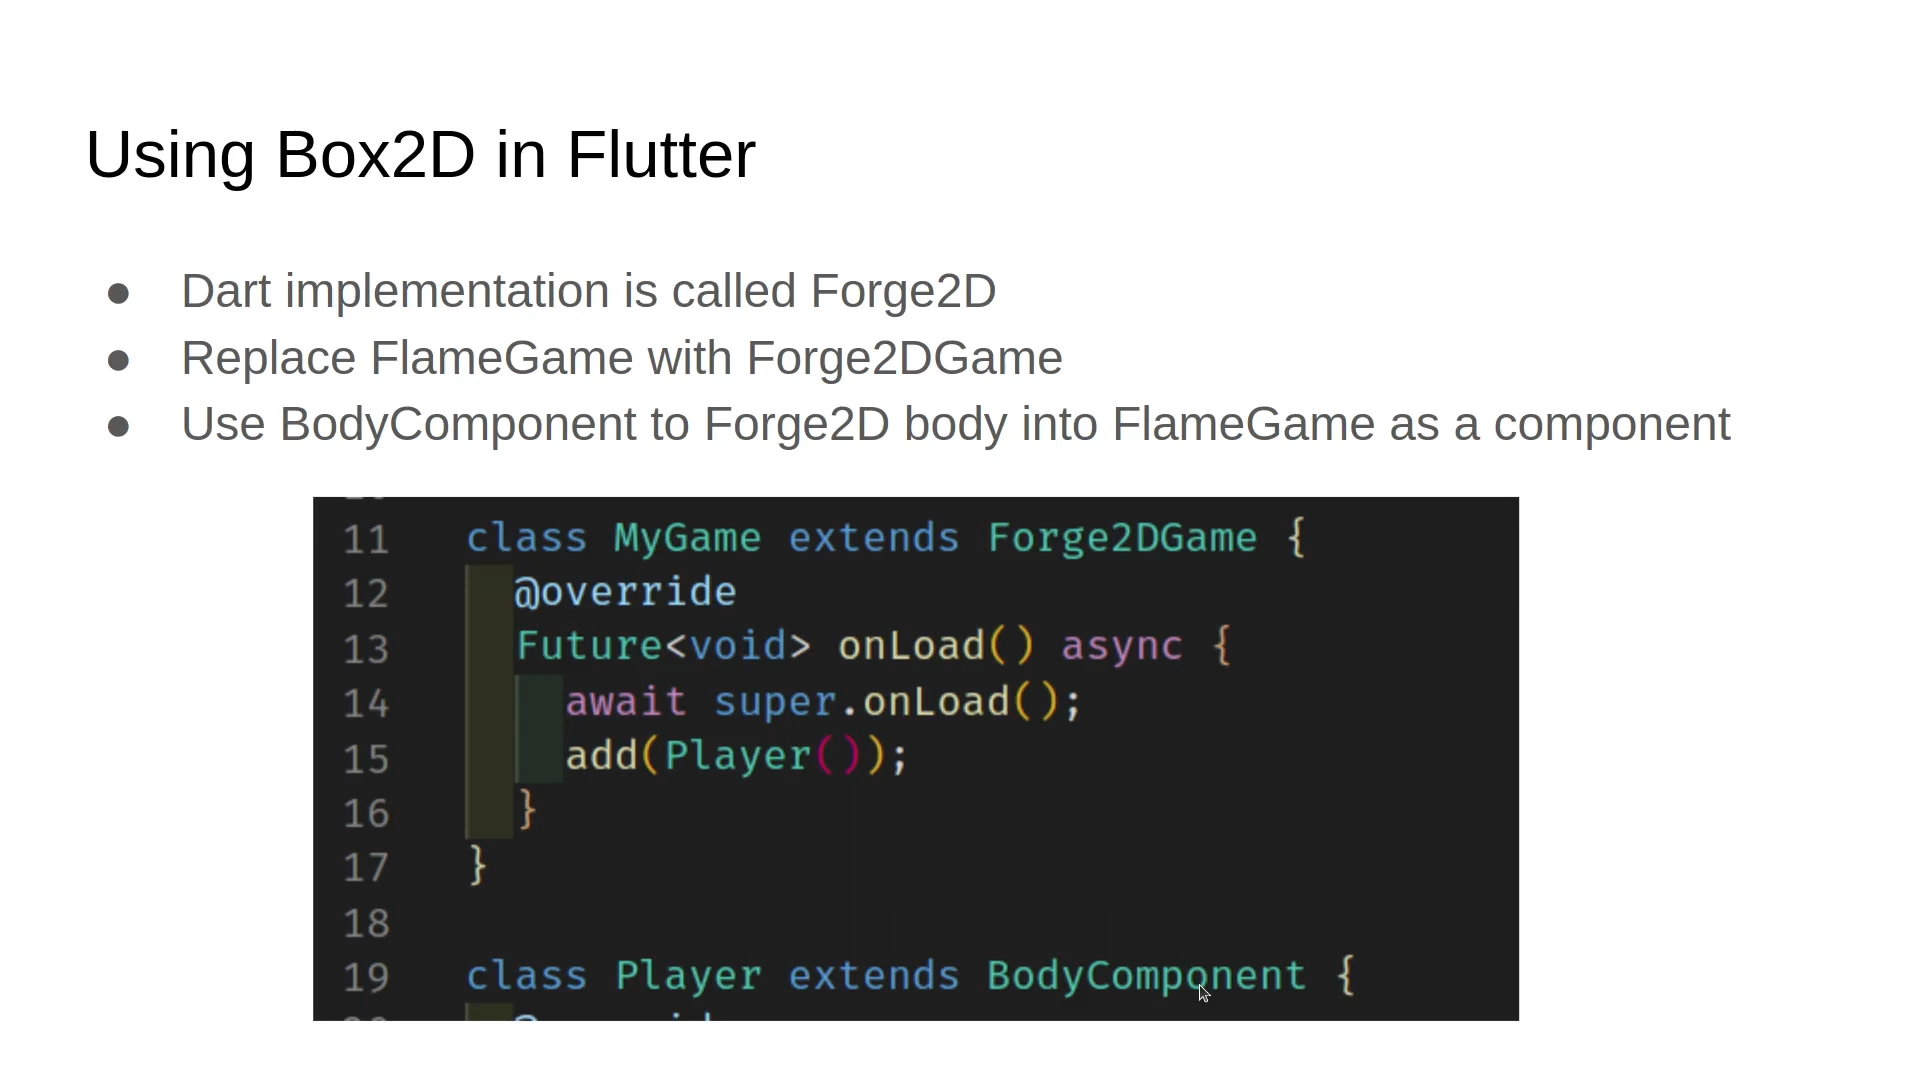 Using Box2D in Flutter
● Dart implementation is called Forge2D
● Replace FlameGame with Forge2DGame
● Use BodyComponent to Forge2D body into FlameGame as a component
11 class MyGame extends Forge2DGame {
12 @override
13 Future<void> onLoad() async {
14 await super.onLoad();
15 add(Player());
16 }
17 }
18
19 class Player extends BodyComponent {